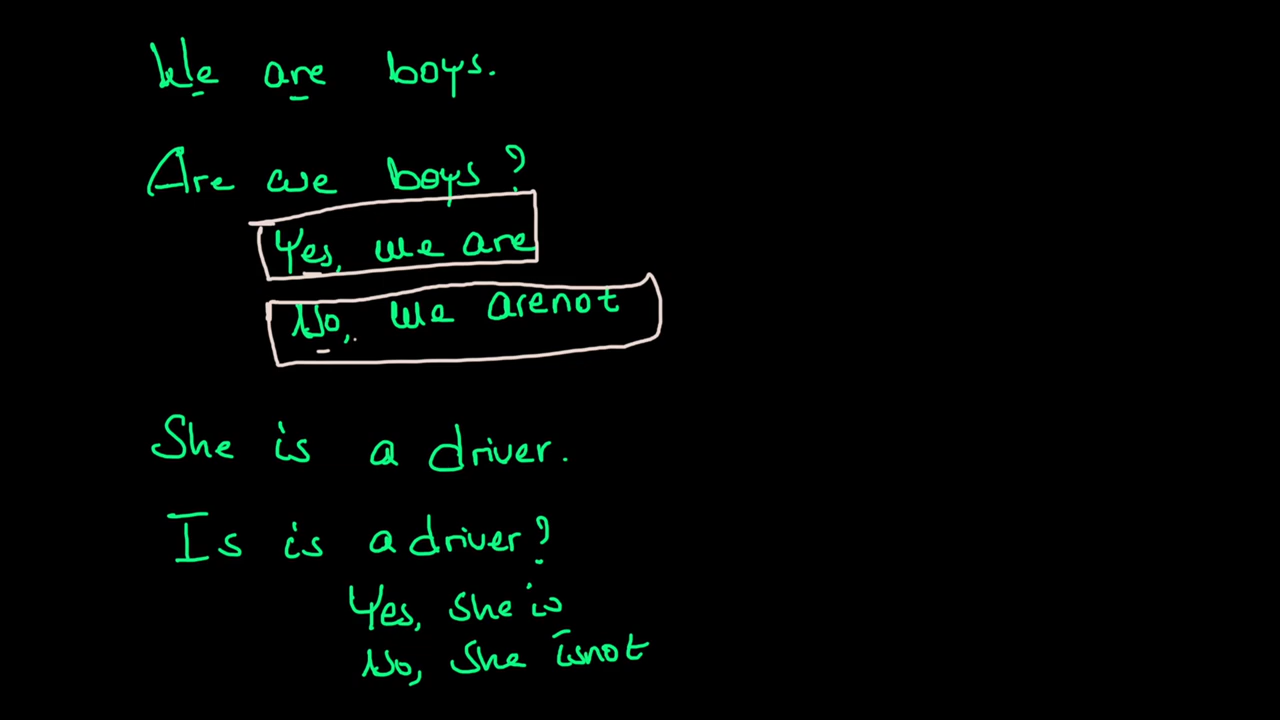 We are boys.
Are we boys?
Yes, we are
No, we arenot
She is a driver.
Is is a driver?
Yes, She is
No, She isnot